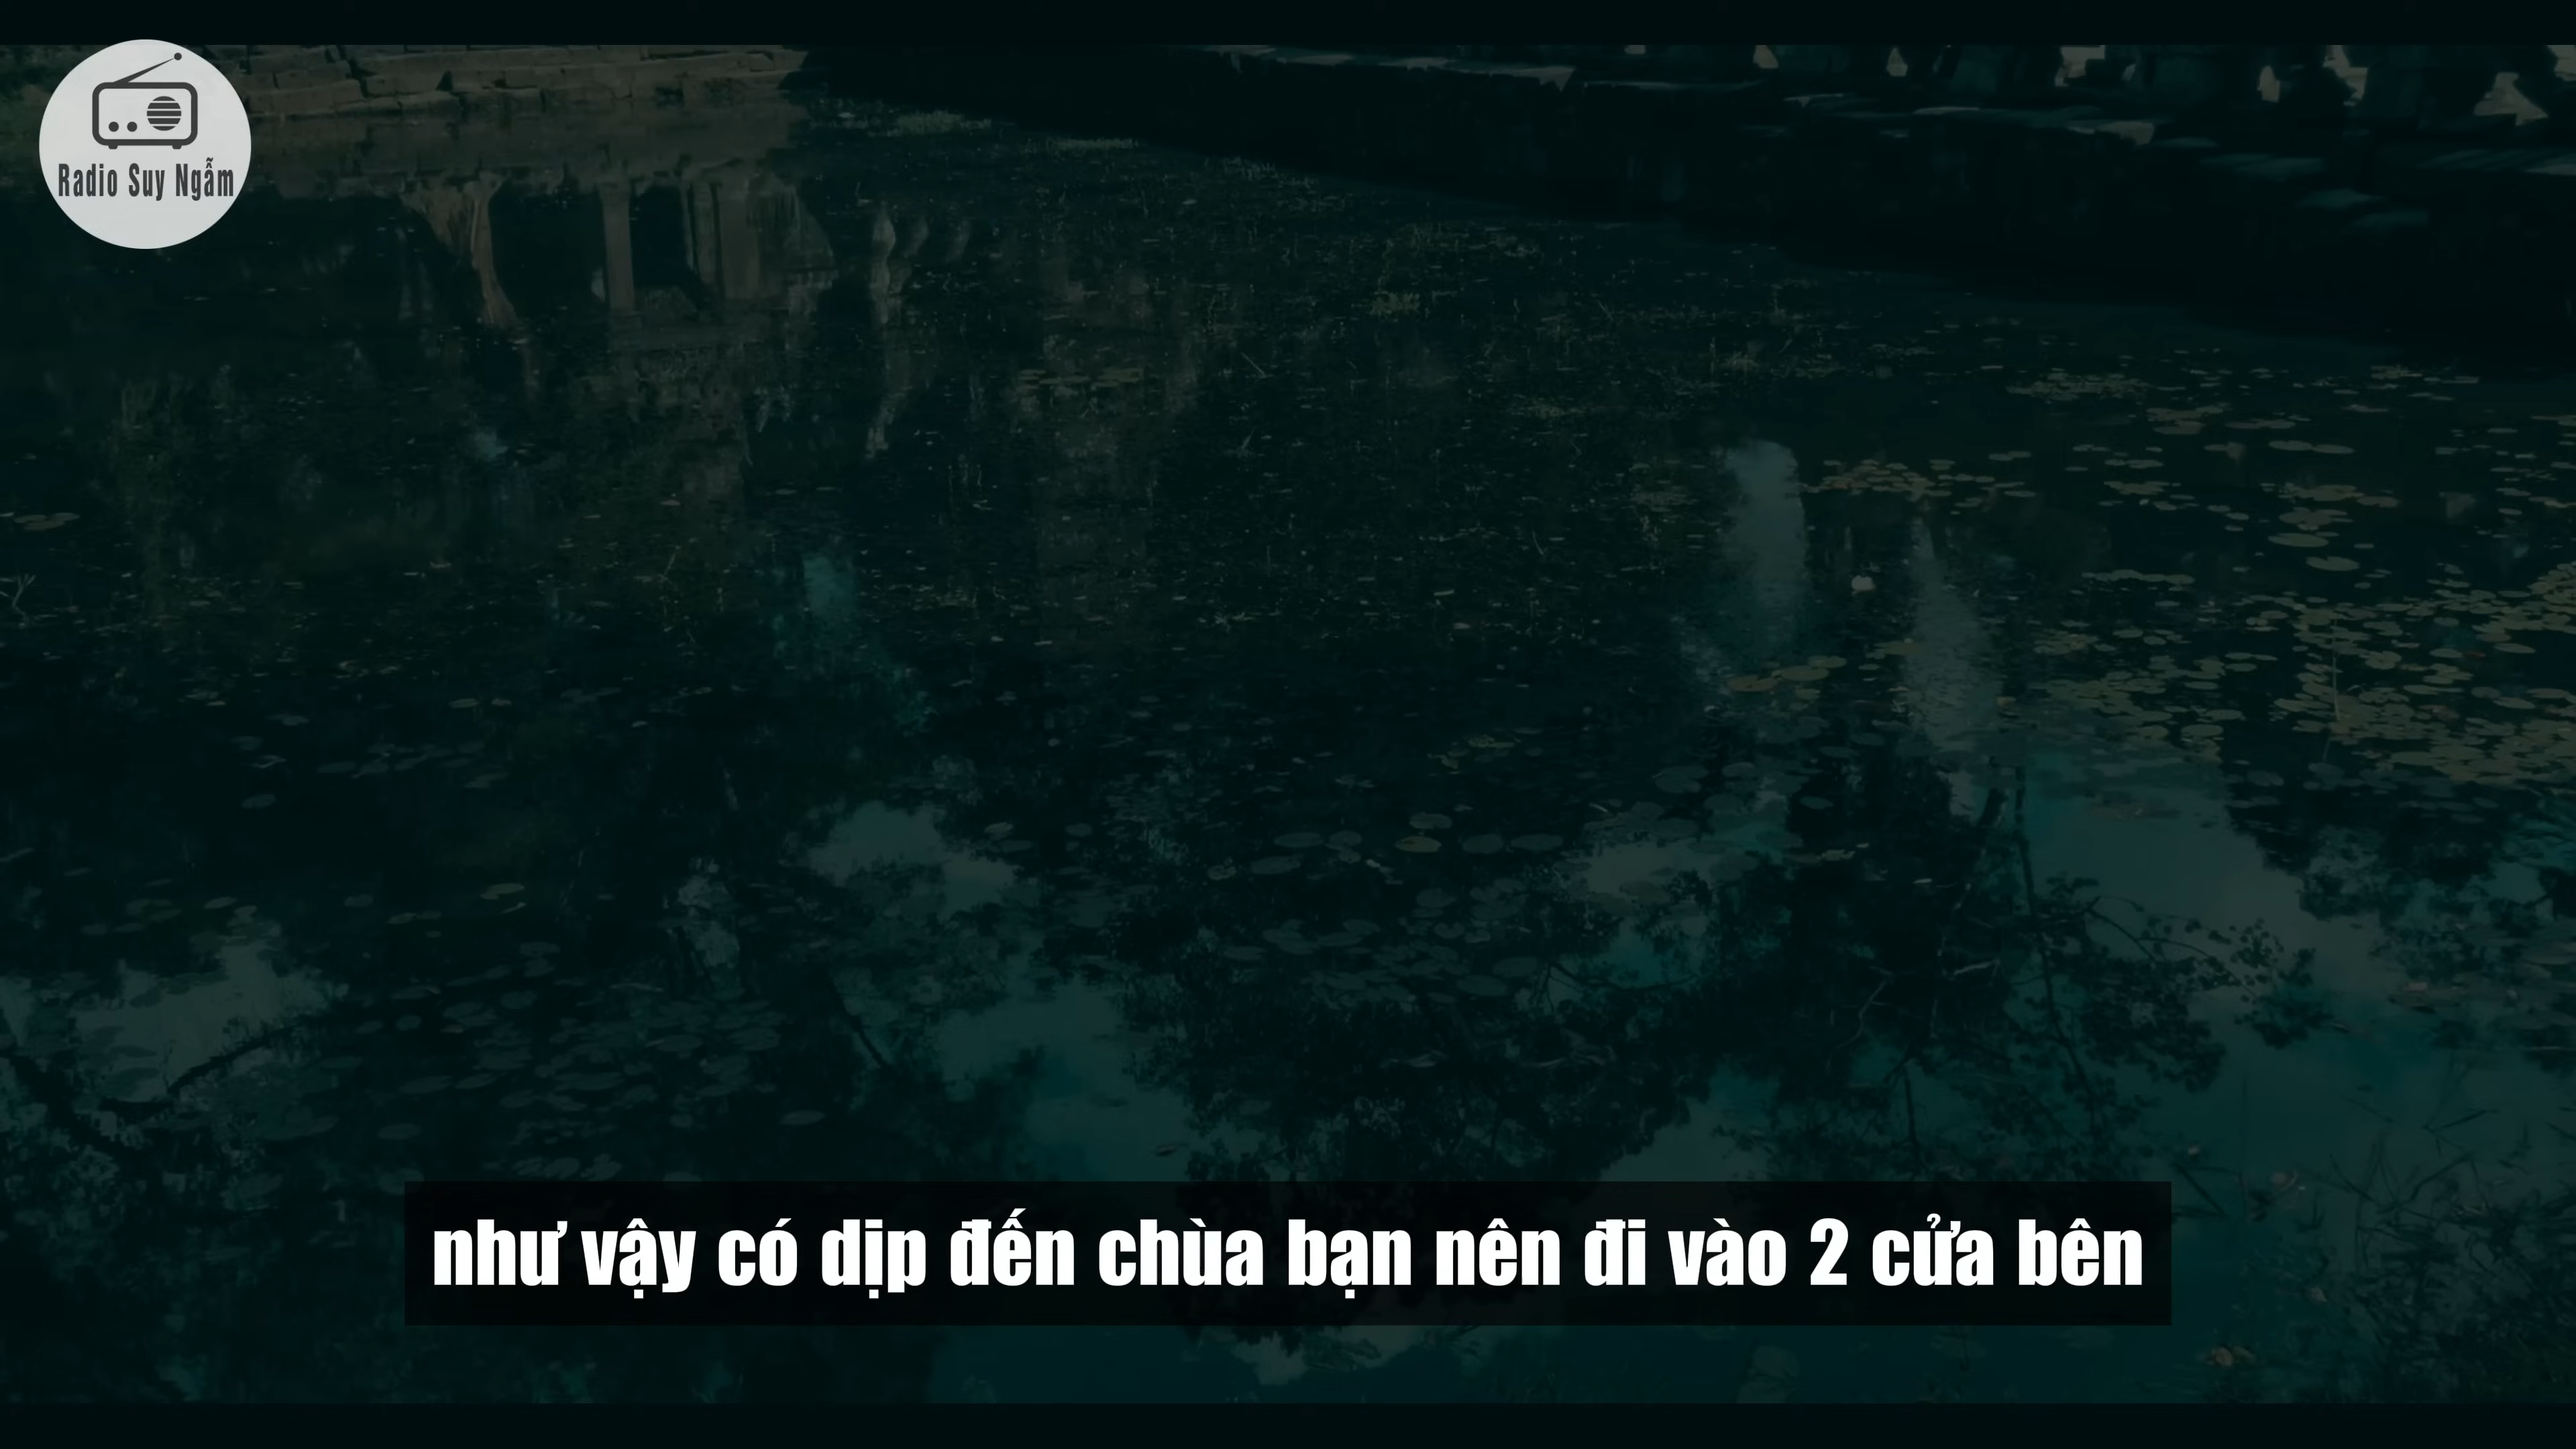 Radio Suy Ngẫm
như vậy có dịp đến chùa bạn nên đi vào 2 cửa bên